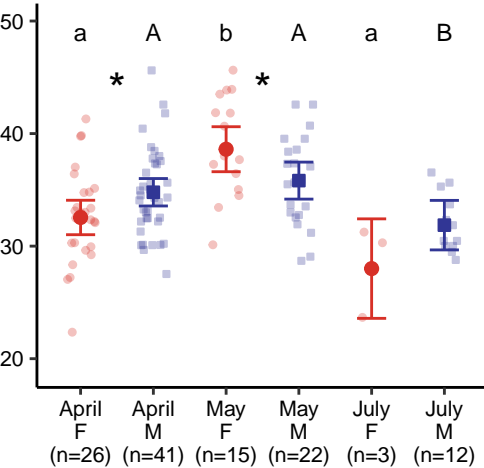 50
a A b A a B
* *
40
30
20
April April May May July July
F M F M F M
(n=26) (n=41) (n=15) (n=22) (n=3) (n=12)